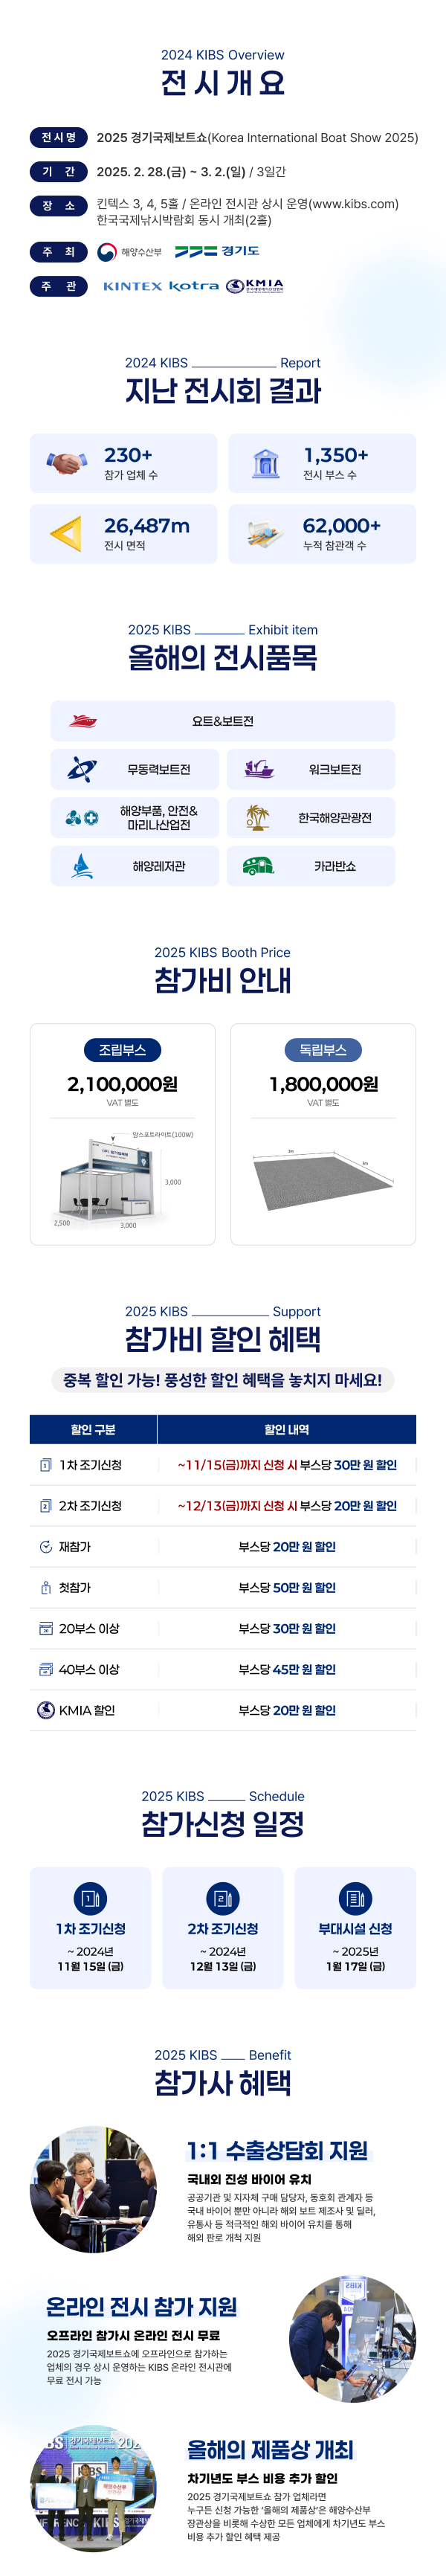 2024 KIBS Overview
전시개요
전시명 2025 경기국제보트쇼(Korea International Boat Show 2025)
기 간 2025. 2. 28.(금) ~ 3. 2.(일) / 3일간
장 소 킨텍스 3, 4, 5홀 / 온라인 전시관 상시 운영(www.kibs.com)
한국국제낚시박람회 동시 개최(2홀)
주 최 해양수산부 경기도
주 관 KINTEX kotra KMIA
2024 KIBS Report
지난 전시회 결과
230+
참가 업체 수
1,350+
전시 부스 수
26,487m
전시 면적
62,000+
누적 참관객 수
2025 KIBS Exhibit item
올해의 전시품목
요트&보트전
무동력보트전
워크보트전
해양부품, 안전&
마리나산업전
한국해양관광전
해양레저관
카라반쇼
2025 KIBS Booth Price
참가비 안내
조립부스
2,100,000원
VAT 별도
암스포트라이트(100W)
3,000
2,500
3,000
독립부스
1,800,000원
VAT 별도
3m
3m
2025 KIBS Support
참가비 할인 혜택
중복 할인 가능! 풍성한 할인 혜택을 놓치지 마세요!
할인 구분 할인 내역
1차 조기신청 ~11/15(금)까지 신청 시 부스당 30만 원 할인
2차 조기신청 ~12/13(금)까지 신청 시 부스당 20만 원 할인
재참가 부스당 20만 원 할인
첫참가 부스당 50만 원 할인
20부스 이상 부스당 30만 원 할인
40부스 이상 부스당 45만 원 할인
KMIA 할인 부스당 20만 원 할인
2025 KIBS Schedule
참가신청 일정
1차 조기신청
~ 2024년
11월 15일 (금)
2차 조기신청
~ 2024년
12월 13일 (금)
부대시설 신청
~ 2025년
1월 17일 (금)
2025 KIBS Benefit
참가사 혜택
1:1 수출상담회 지원
국내외 진성 바이어 유치
공공기관 및 지자체 구매 담당자, 동호회 관계자 등
국내 바이어 뿐만 아니라 해외 보트 제조사 및 딜러,
유통사 등 적극적인 해외 바이어 유치를 통해
해외 판로 개척 지원
온라인 전시 참가 지원
오프라인 참가시 온라인 전시 무료
2025 경기국제보트쇼에 오프라인으로 참가하는
업체의 경우 상시 운영하는 KIBS 온라인 전시관에
무료 전시 가능
올해의 제품상 개최
차기년도 부스 비용 추가 할인
2025 경기국제보트쇼 참가 업체라면
누구든 신청 가능한 '올해의 제품상'은 해양수산부
장관상을 비롯해 수상한 모든 업체에게 차기년도 부스
비용 추가 할인 혜택 제공